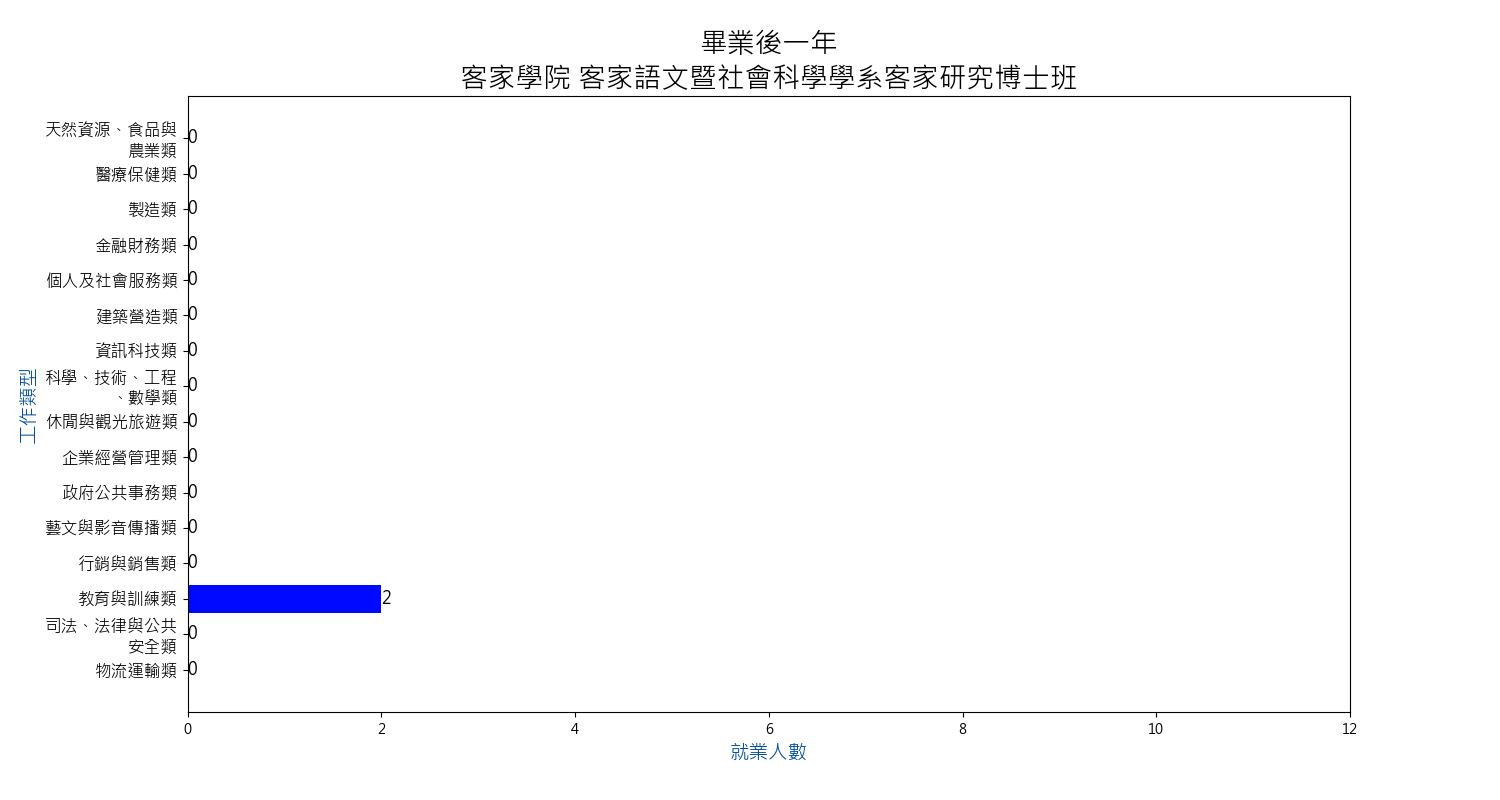 畢業後一年
客家學院 客家語文暨社會科學學系客家研究博士班
天然資源、食品與
農業類
0
醫療保健類
0
製造類
0
金融財務類
0
個人及社會服務類
0
建築營造類
0
資訊科技類
0
科學、技術、工程
、數學類
0
休閒與觀光旅遊類
0
企業經營管理類
0
政府公共事務類
0
藝文與影音傳播類
0
行銷與銷售類
0
教育與訓練類
2
司法、法律與公共
安全類
0
物流運輸類
0
工作類型
0 2 4 6 8 10 12
就業人數